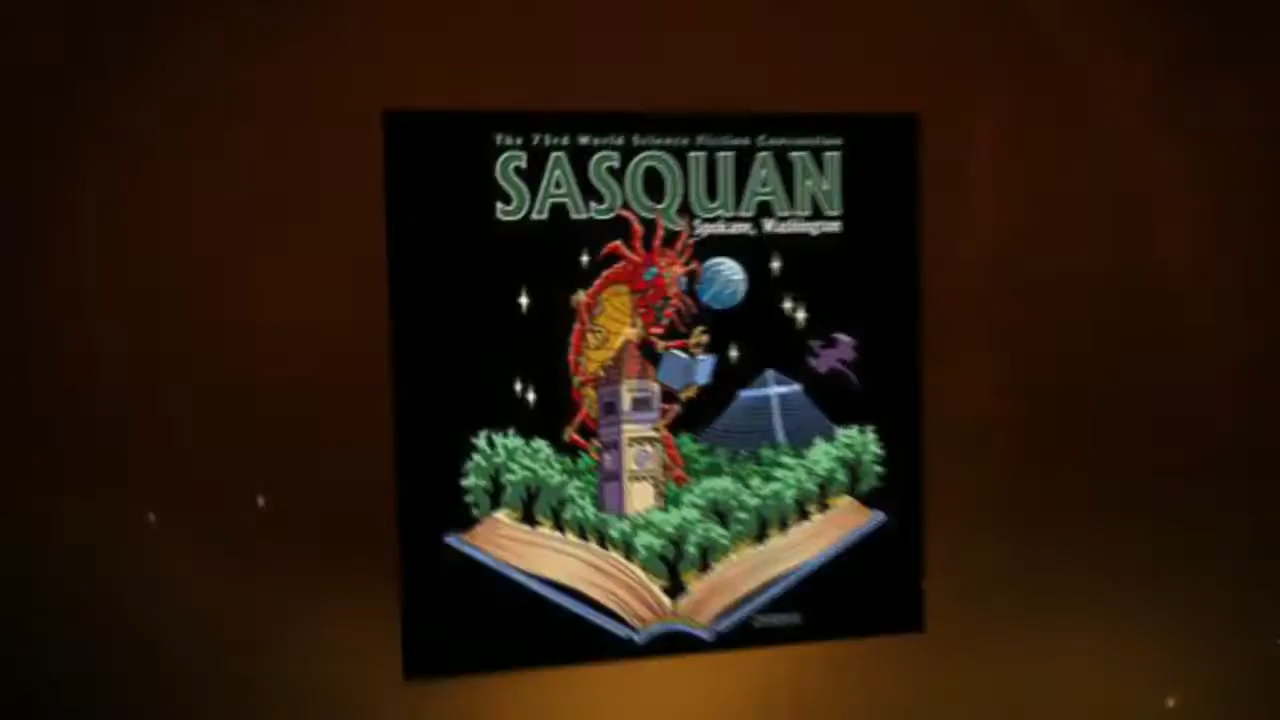 The 73rd World Science Fiction Convention
SASQUAN
Spokane, Washington